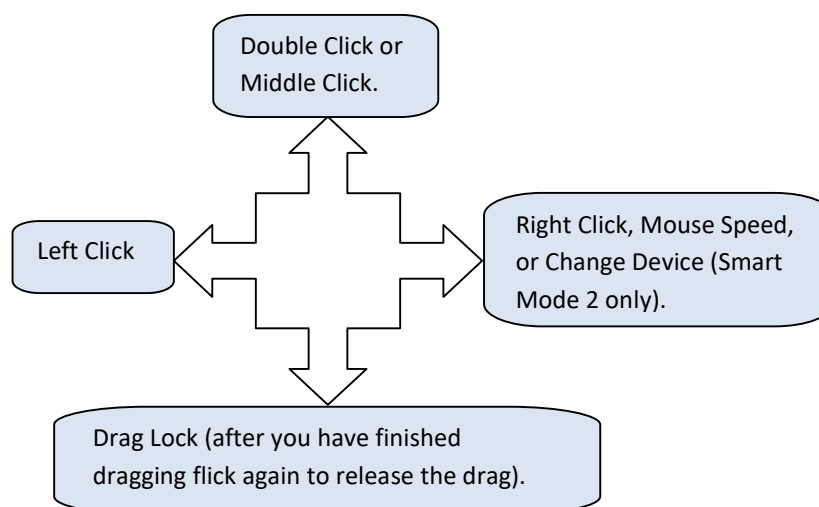 Double Click or
Middle Click.
Left Click
Right Click, Mouse Speed,
or Change Device (Smart
Mode 2 only).
Drag Lock (after you have finished
dragging flick again to release the drag).